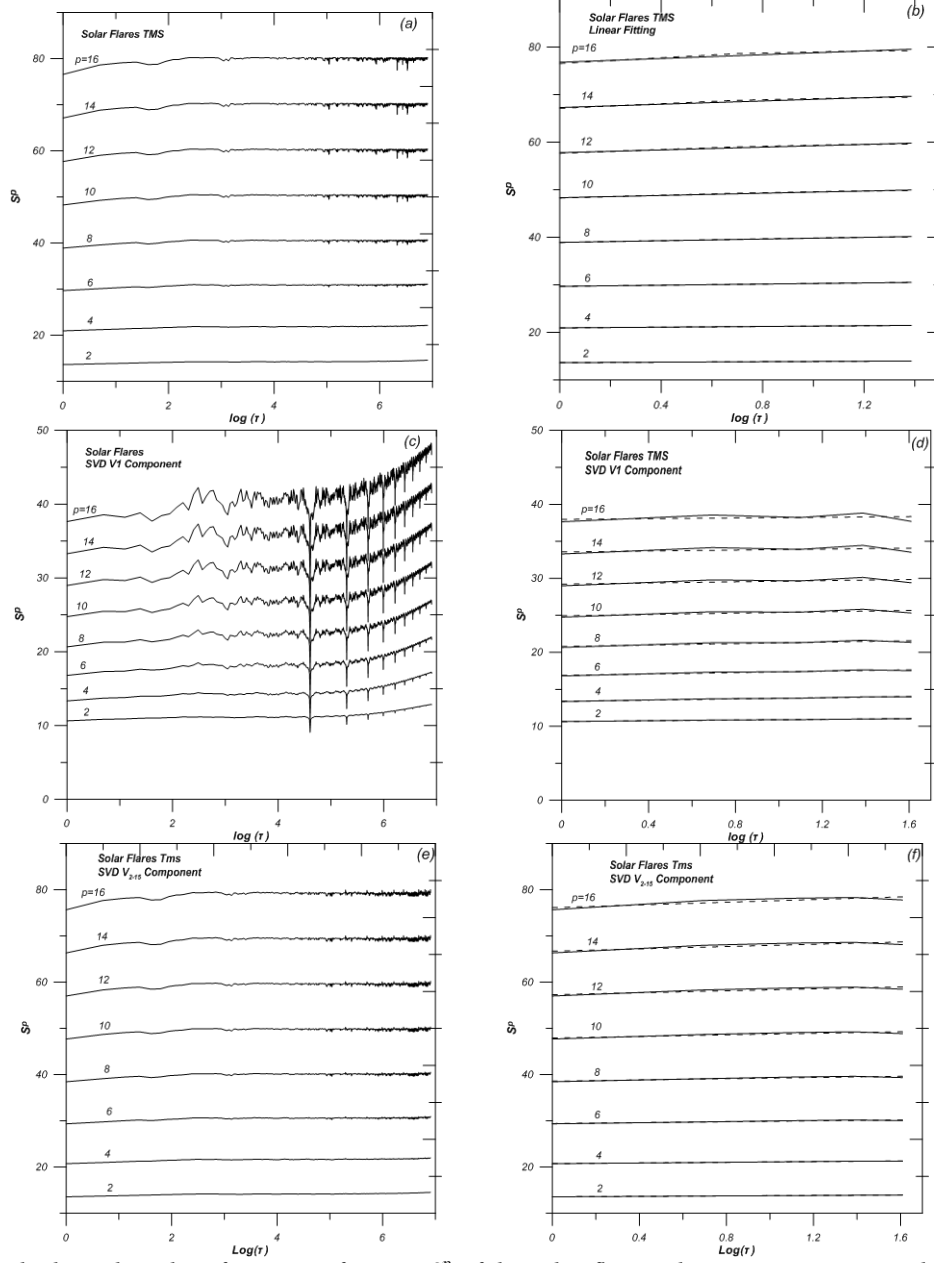 (a)
Solar Flares TMS
p=16
14
12
10
8
6
4
2
80
60
40
20
S^p
0
2
4
6
log (τ)
(b)
Solar Flares TMS
Linear Fitting
p=16
14
12
10
8
6
4
2
80
60
40
20
S^p
0
0.4
0.8
1.2
log (τ)
(c)
Solar Flares
SVD V1 Component
p=16
14
12
10
8
6
4
2
50
40
30
20
10
0
S^p
0
2
4
6
log (τ)
(d)
Solar Flares TMS
SVD V1 Component
p=16
14
12
10
8
6
4
2
50
40
30
20
10
0
S^p
0
0.4
0.8
1.2
1.6
log (τ)
(e)
Solar Flares Tms
SVD V2-15 Component
p=16
14
12
10
8
6
4
2
80
60
40
20
S^p
0
2
4
6
Log(τ)
(f)
Solar Flares Tms
SVD V2-15 Component
p=16
14
12
10
8
6
4
2
80
60
40
20
S^p
0
0.4
0.8
1.2
1.6
Log(τ)